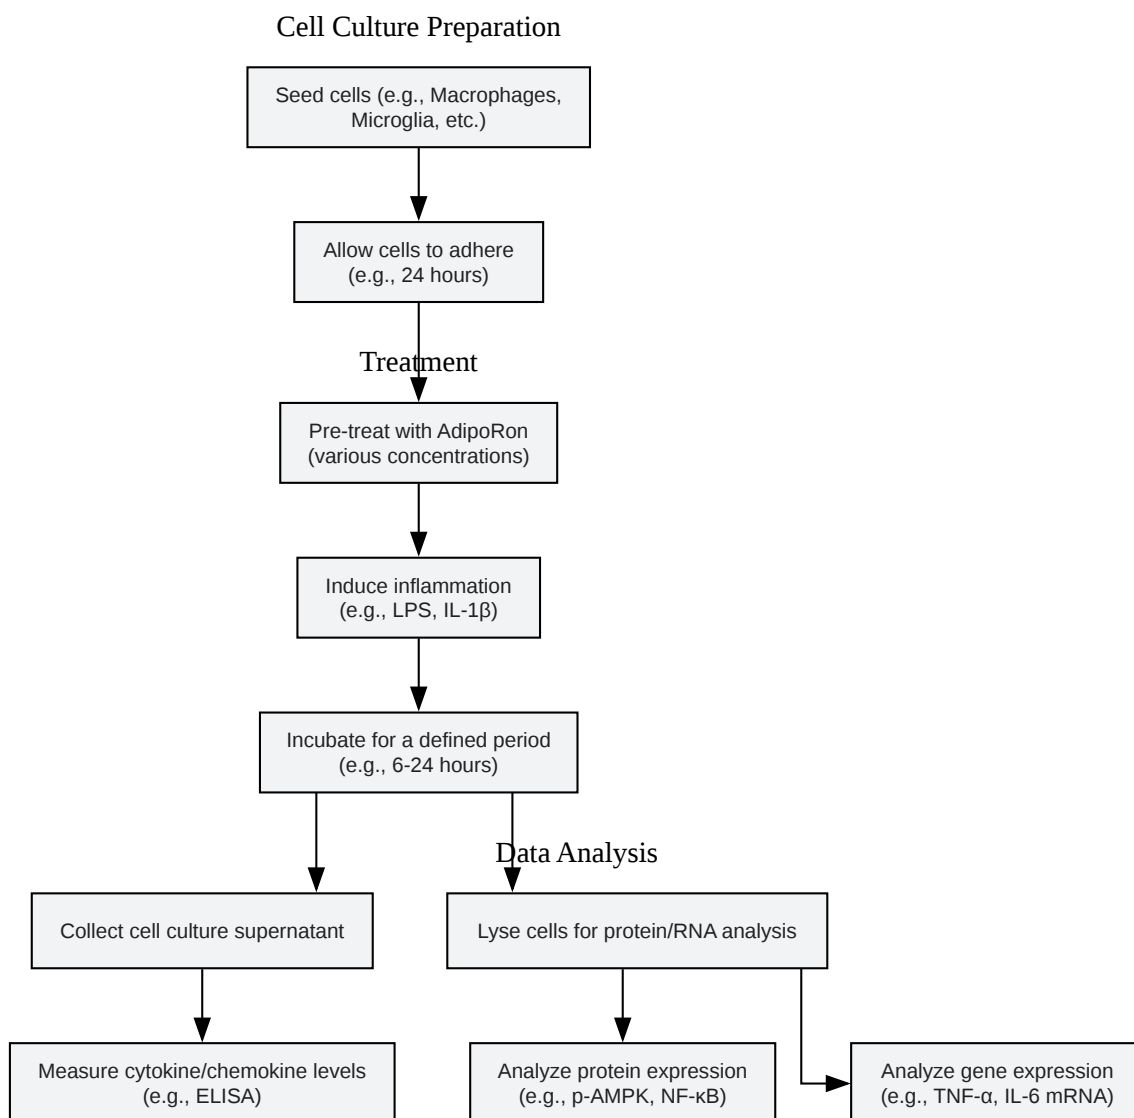 Cell Culture Preparation
Seed cells (e.g., Macrophages,
Microglia, etc.)
Allow cells to adhere
(e.g., 24 hours)
Treatment
Pre-treat with AdipoRon
(various concentrations)
Induce inflammation
(e.g., LPS, IL-1β)
Incubate for a defined period
(e.g., 6-24 hours)
Data Analysis
Collect cell culture supernatant
Lyse cells for protein/RNA analysis
Measure cytokine/chemokine levels
(e.g., ELISA)
Analyze protein expression
(e.g., p-AMPK, NF-κB)
Analyze gene expression
(e.g., TNF-α, IL-6 mRNA)